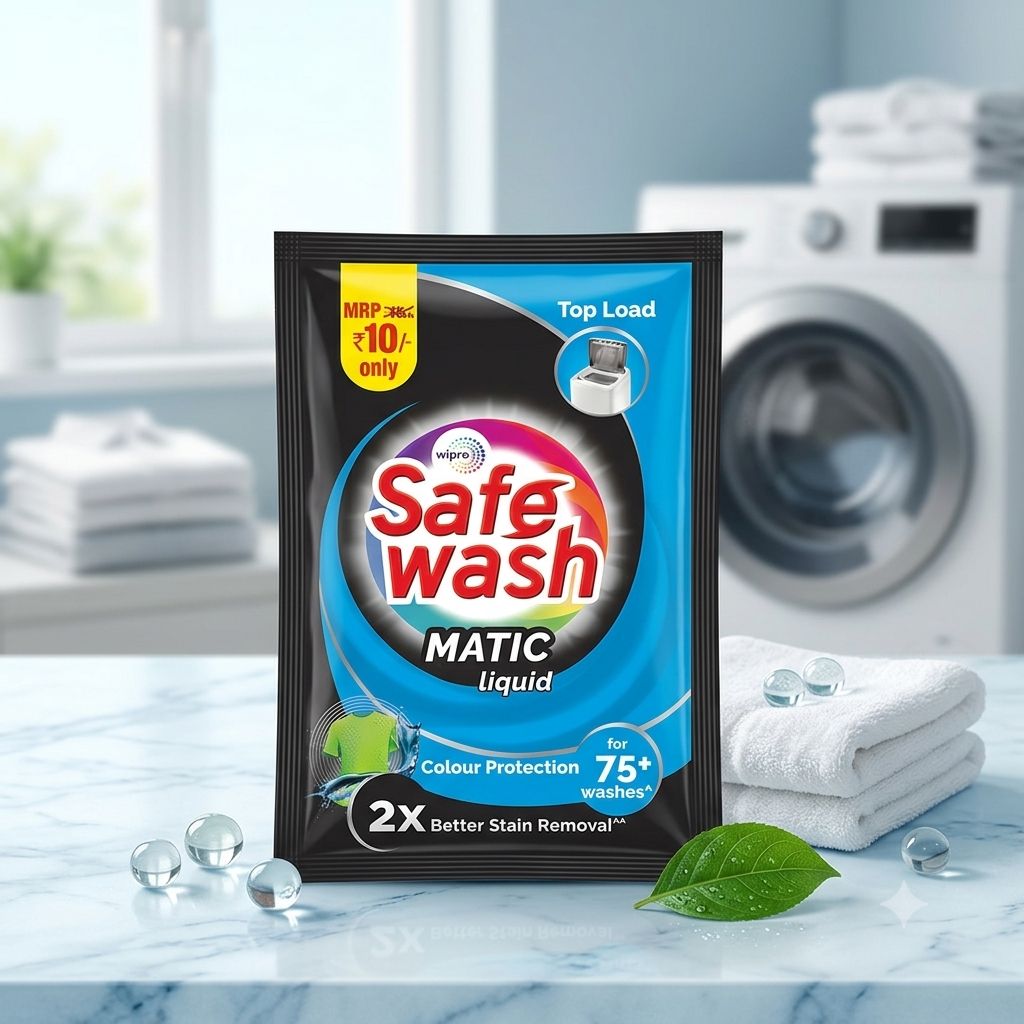 MRP
₹10/-
only
Top Load
wipro
Safe
wash
MATIC
liquid
Colour Protection
for
75+
washes^
2X Better Stain Removal^^